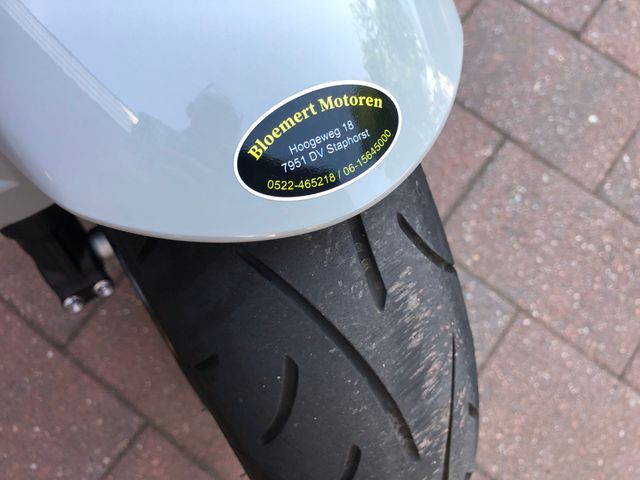 Bloemert Motoren
Hoogeweg 18
7951 DV Staphorst
0522-465218 / 06-15645000